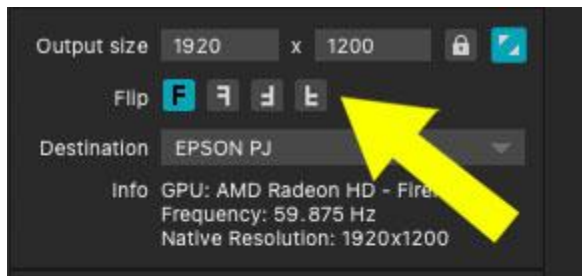 Output size 1920 x 1200
Flip F
Destination EPSON PJ
Info GPU: AMD Radeon HD -
Frequency: 59.875 Hz
Native Resolution: 1920x1200